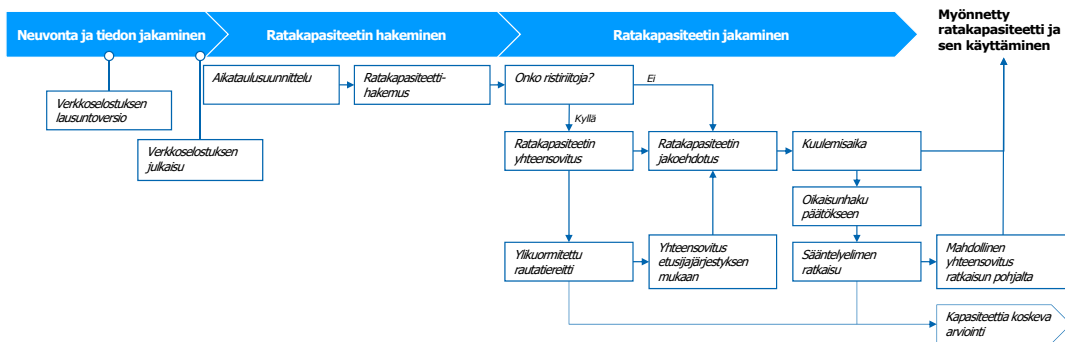 Neuvonta ja tiedon jakaminen
Ratakapasiteetin hakeminen
Ratakapasiteetin jakaminen
Myönnetty
ratakapasiteetti ja
sen käyttäminen
Aikataulusuunnittelu
Ratakapasiteetti-
hakemus
Onko ristiriitoja?
Ei
Kyllä
Verkkoselostuksen
lausuntoversio
Verkkoselostuksen
julkaisu
Ratakapasiteetin
yhteensovitus
Ratakapasiteetin
jakoehdotus
Kuulemisaika
Oikaisunhaku
päätökseen
Ylikuormitettu
rautatiereitti
Yhteensovitus
etusijajärjestyksen
mukaan
Sääntelyelimen
ratkaisu
Mahdollinen
yhteensovitus
ratkaisun pohjalta
Kapasiteettia koskeva
arviointi